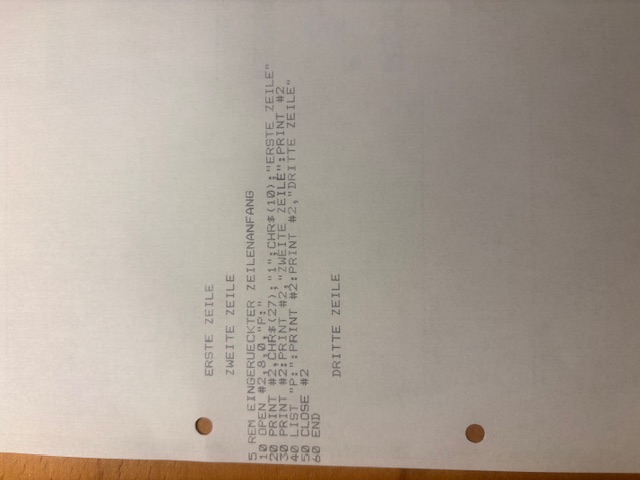 ERSTE ZEILE
ZWEITE ZEILE
5 REM EINGERUECKTER ZEILENANFANG
10 OPEN #2,8,0,"P:"
20 PRINT #2;CHR$(27);"1";CHR$(10);"ERSTE ZEILE"
30 PRINT #2:PRINT #2,"ZWEITE ZEILE":PRINT #2
40 LIST "P:":PRINT #2:PRINT #2,"DRITTE ZEILE"
50 CLOSE #2
60 END
DRITTE ZEILE